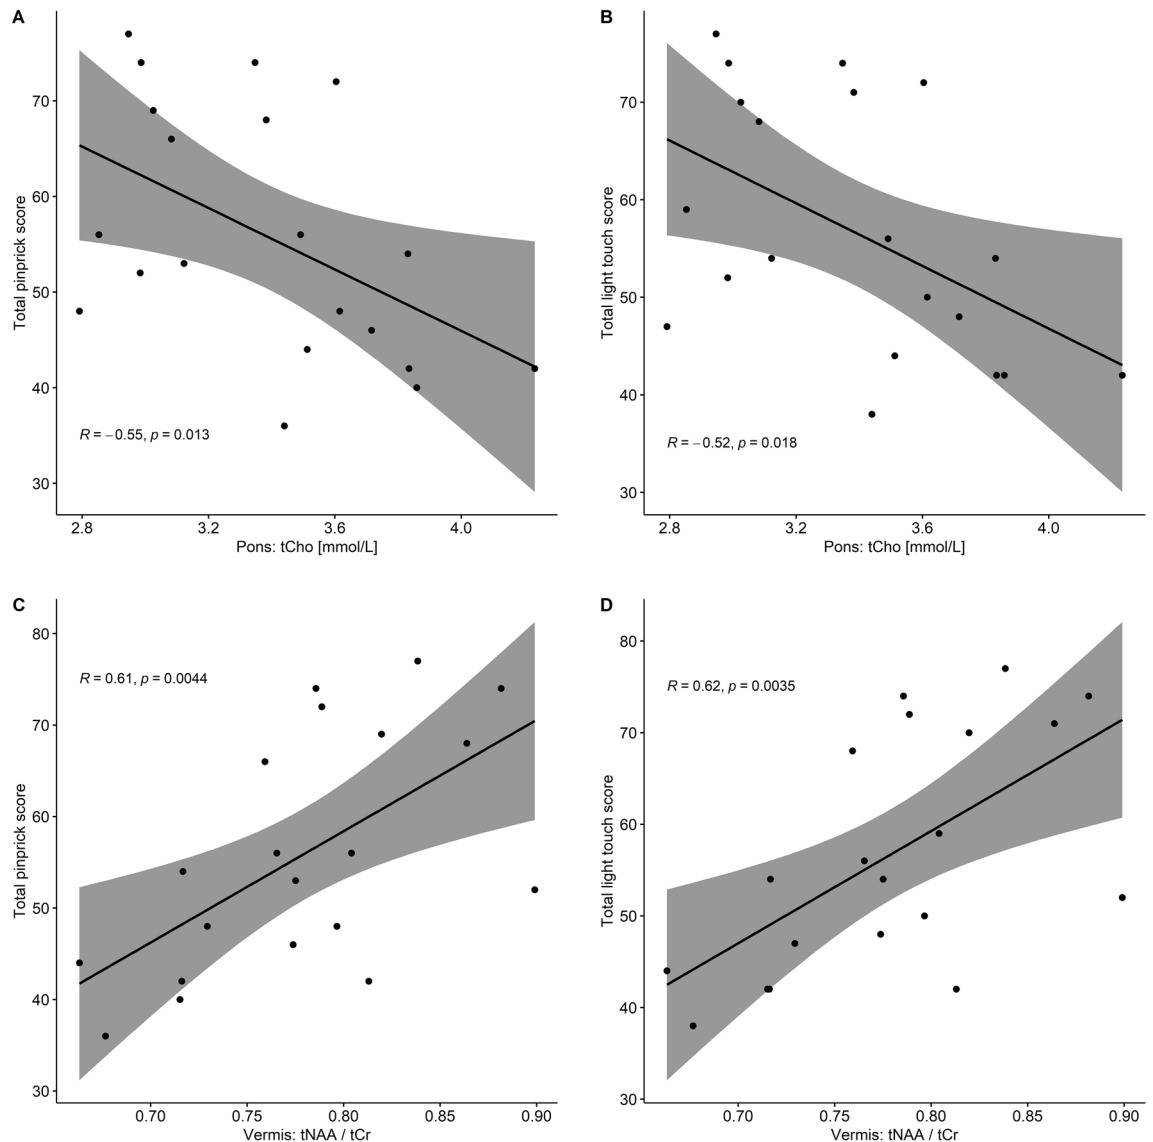 A
Total pinprick score
70
60
50
40
30
R = −0.55, p = 0.013
2.8 3.2 3.6 4.0
Pons: tCho [mmol/L]
B
Total light touch score
70
60
50
40
30
R = −0.52, p = 0.018
2.8 3.2 3.6 4.0
Pons: tCho [mmol/L]
C
Total pinprick score
80
70
60
50
40
30
R = 0.61, p = 0.0044
0.70 0.75 0.80 0.85 0.90
Vermis: tNAA / tCr
D
Total light touch score
80
70
60
50
40
30
R = 0.62, p = 0.0035
0.70 0.75 0.80 0.85 0.90
Vermis: tNAA / tCr